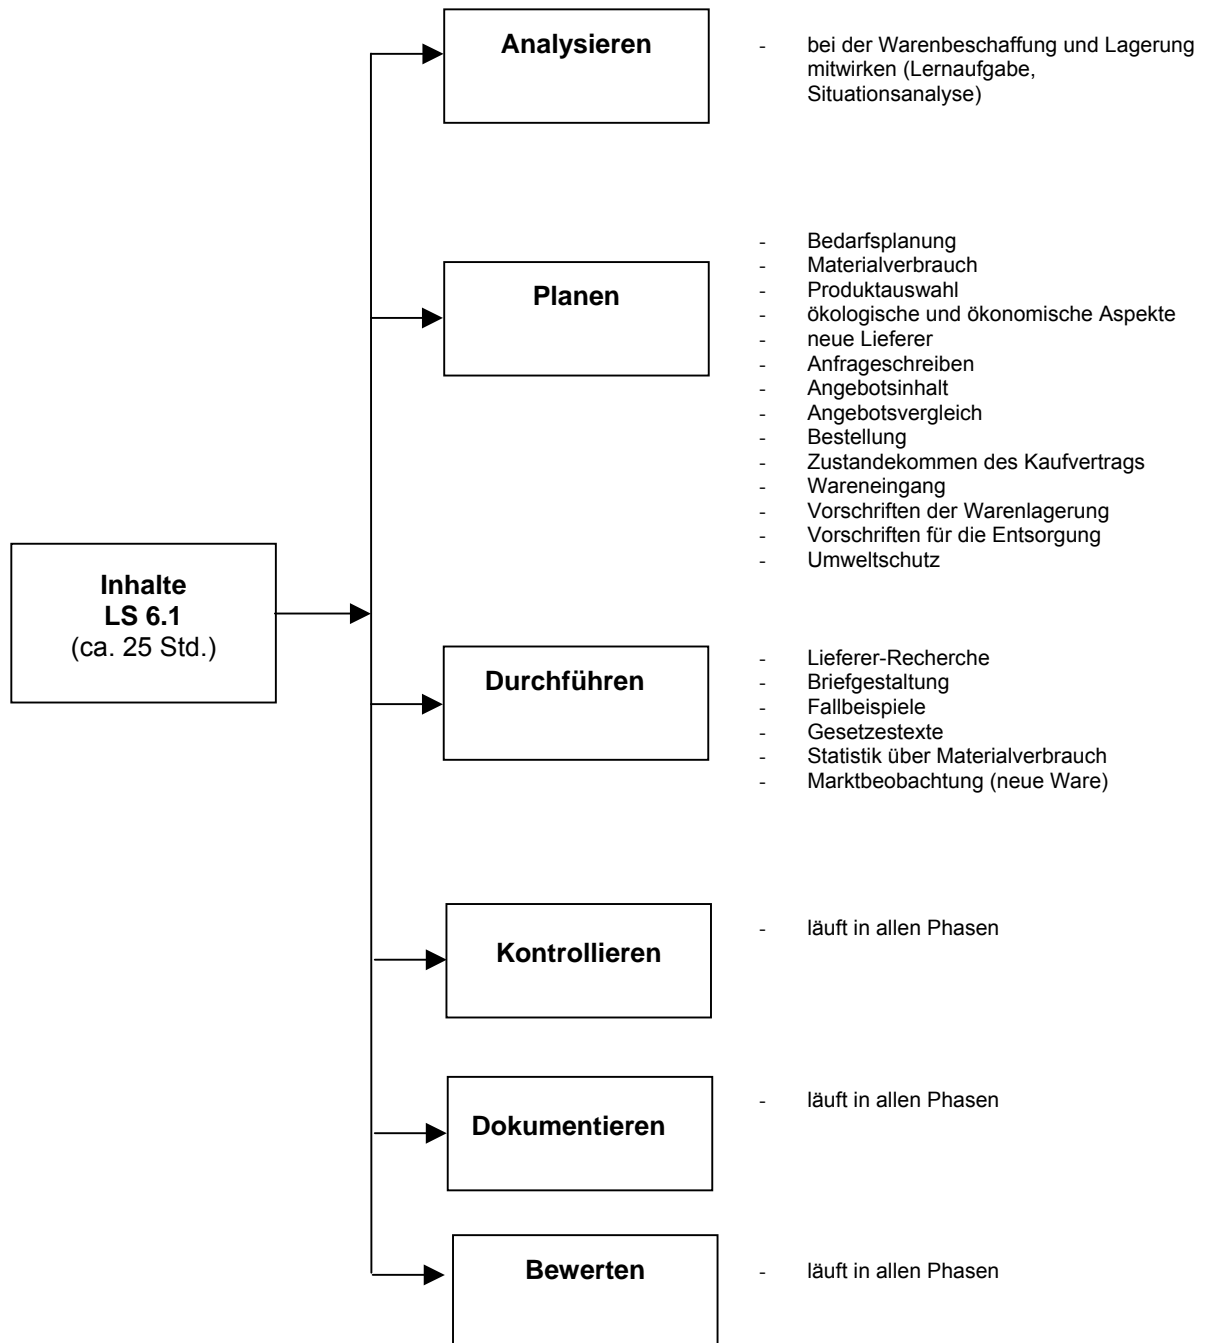 Analysieren
- bei der Warenbeschaffung und Lagerung
mitwirken (Lernaufgabe,
Situationsanalyse)
Planen
- Bedarfsplanung
- Materialverbrauch
- Produktauswahl
- ökologische und ökonomische Aspekte
- neue Lieferer
- Anfrageschreiben
- Angebotsinhalt
- Angebotsvergleich
- Bestellung
- Zustandekommen des Kaufvertrags
- Wareneingang
- Vorschriften der Warenlagerung
- Vorschriften für die Entsorgung
- Umweltschutz
Inhalte
LS 6.1
(ca. 25 Std.)
Durchführen
- Lieferer-Recherche
- Briefgestaltung
- Fallbeispiele
- Gesetzestexte
- Statistik über Materialverbrauch
- Marktbeobachtung (neue Ware)
Kontrollieren
- läuft in allen Phasen
Dokumentieren
- läuft in allen Phasen
Bewerten
- läuft in allen Phasen